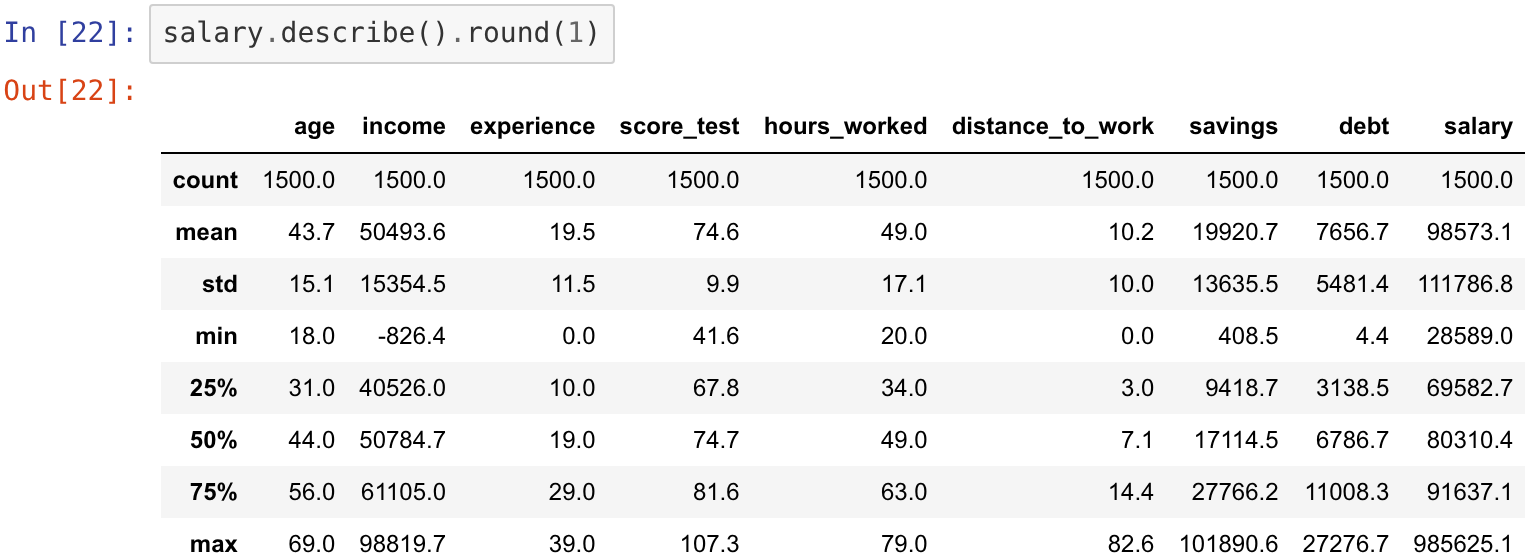 In [22]: salary.describe().round(1)
Out[22]:
age income experience score_test hours_worked distance_to_work savings debt salary
count 1500.0 1500.0 1500.0 1500.0 1500.0 1500.0 1500.0 1500.0 1500.0
mean 43.7 50493.6 19.5 74.6 49.0 10.2 19920.7 7656.7 98573.1
std 15.1 15354.5 11.5 9.9 17.1 10.0 13635.5 5481.4 111786.8
min 18.0 -826.4 0.0 41.6 20.0 0.0 408.5 4.4 28589.0
25% 31.0 40526.0 10.0 67.8 34.0 3.0 9418.7 3138.5 69582.7
50% 44.0 50784.7 19.0 74.7 49.0 7.1 17114.5 6786.7 80310.4
75% 56.0 61105.0 29.0 81.6 63.0 14.4 27766.2 11008.3 91637.1
max 69.0 98819.7 39.0 107.3 79.0 82.6 101890.6 27276.7 985625.1